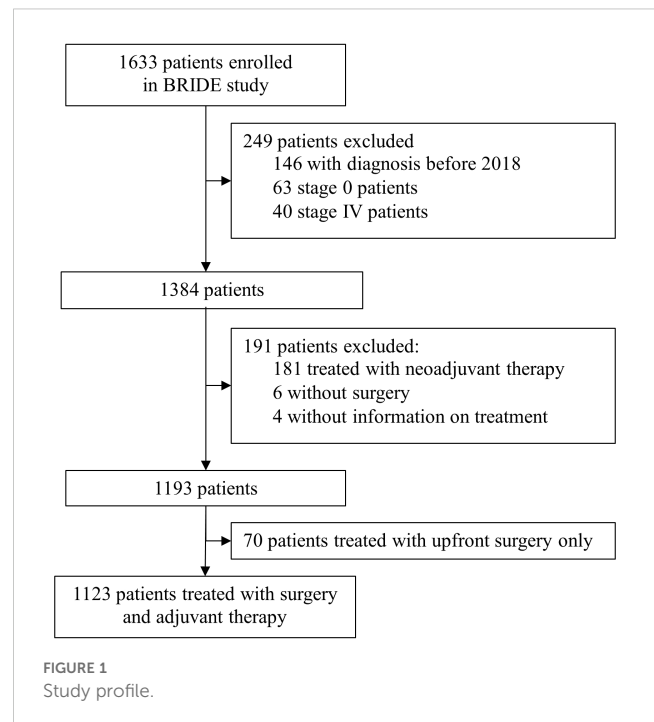 1633 patients enrolled
in BRIDE study
249 patients excluded
146 with diagnosis before 2018
63 stage 0 patients
40 stage IV patients
1384 patients
191 patients excluded:
181 treated with neoadjuvant therapy
6 without surgery
4 without information on treatment
1193 patients
70 patients treated with upfront surgery only
1123 patients treated with surgery
and adjuvant therapy
FIGURE 1
Study profile.